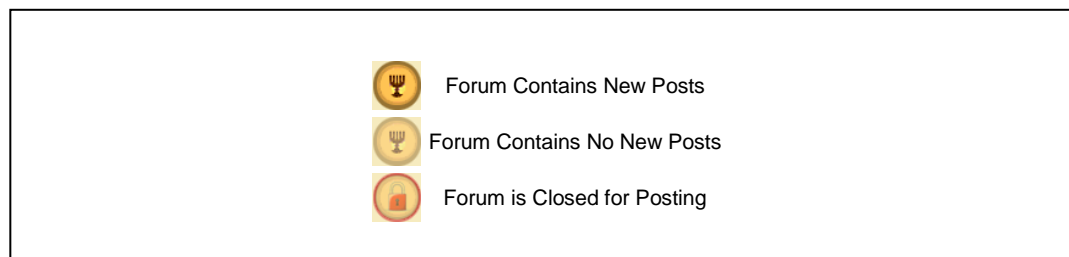 Forum Contains New Posts
Forum Contains No New Posts
Forum is Closed for Posting